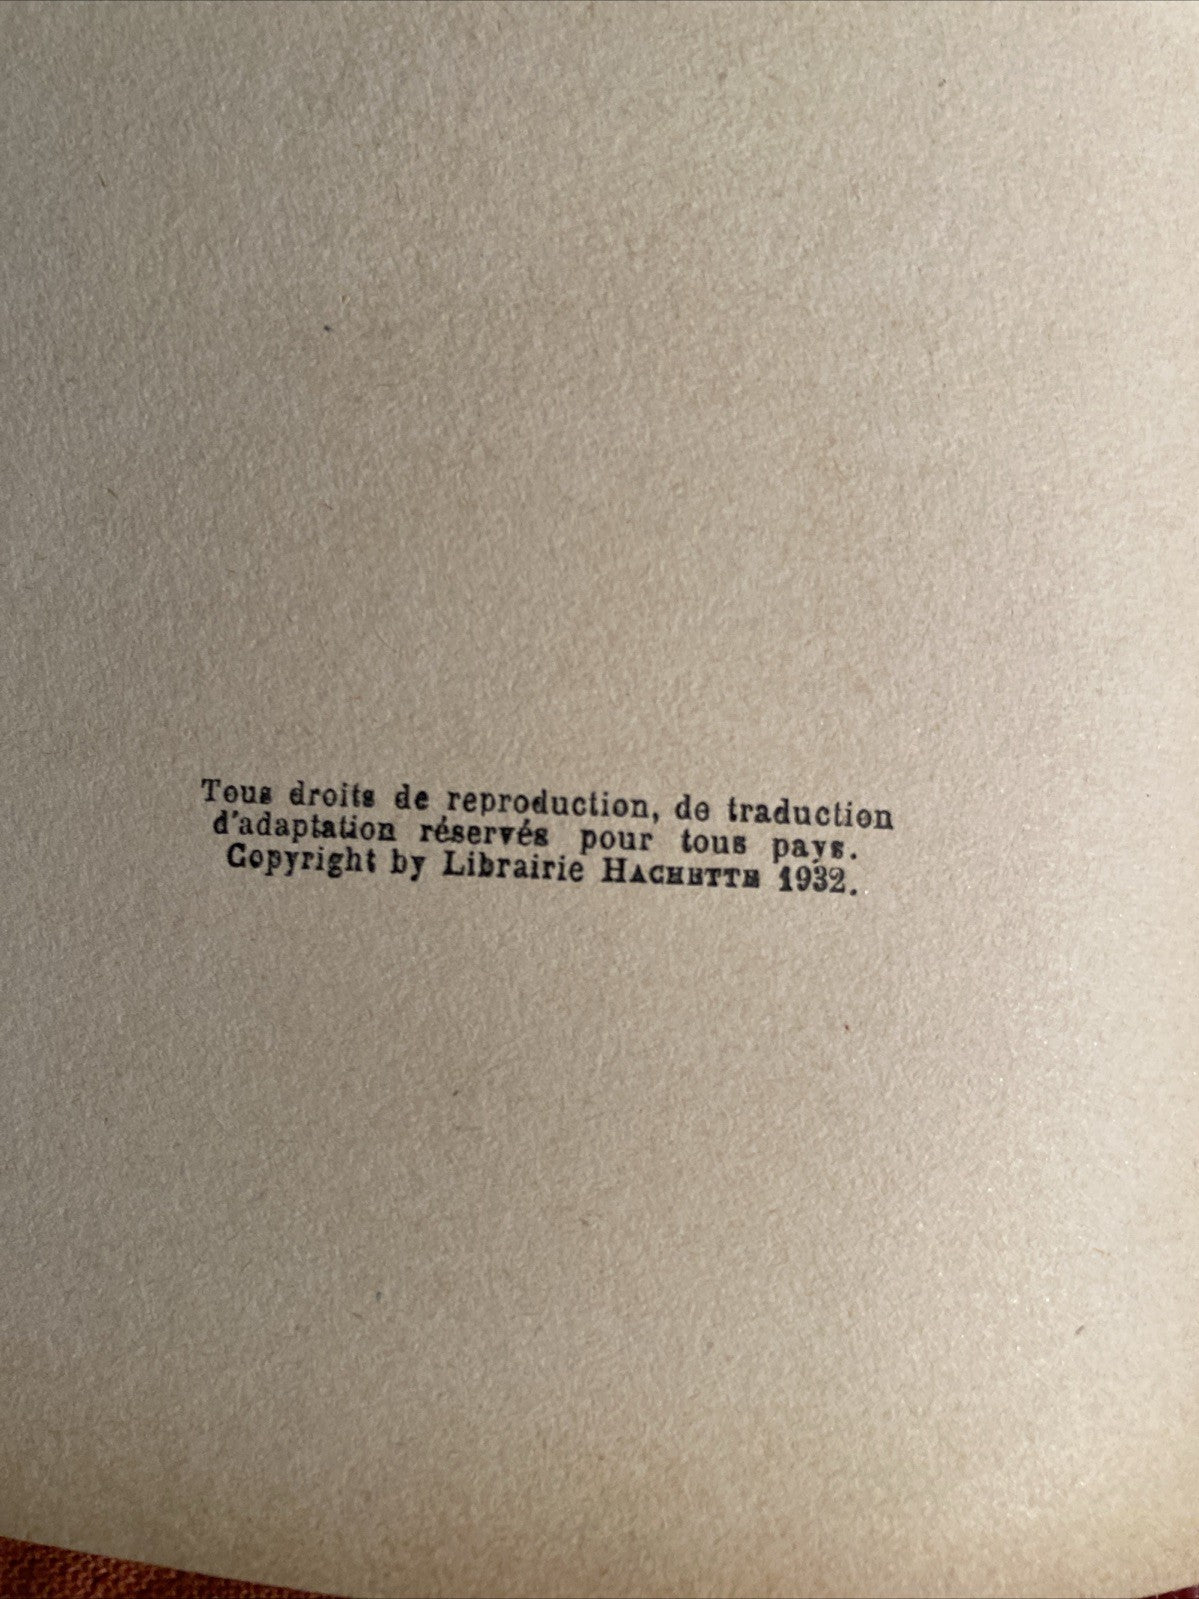 Tous droits de reproduction, de traduction
d'adaptation réservés pour tous pays.
Copyright by Librairie HACHETTE 1932.